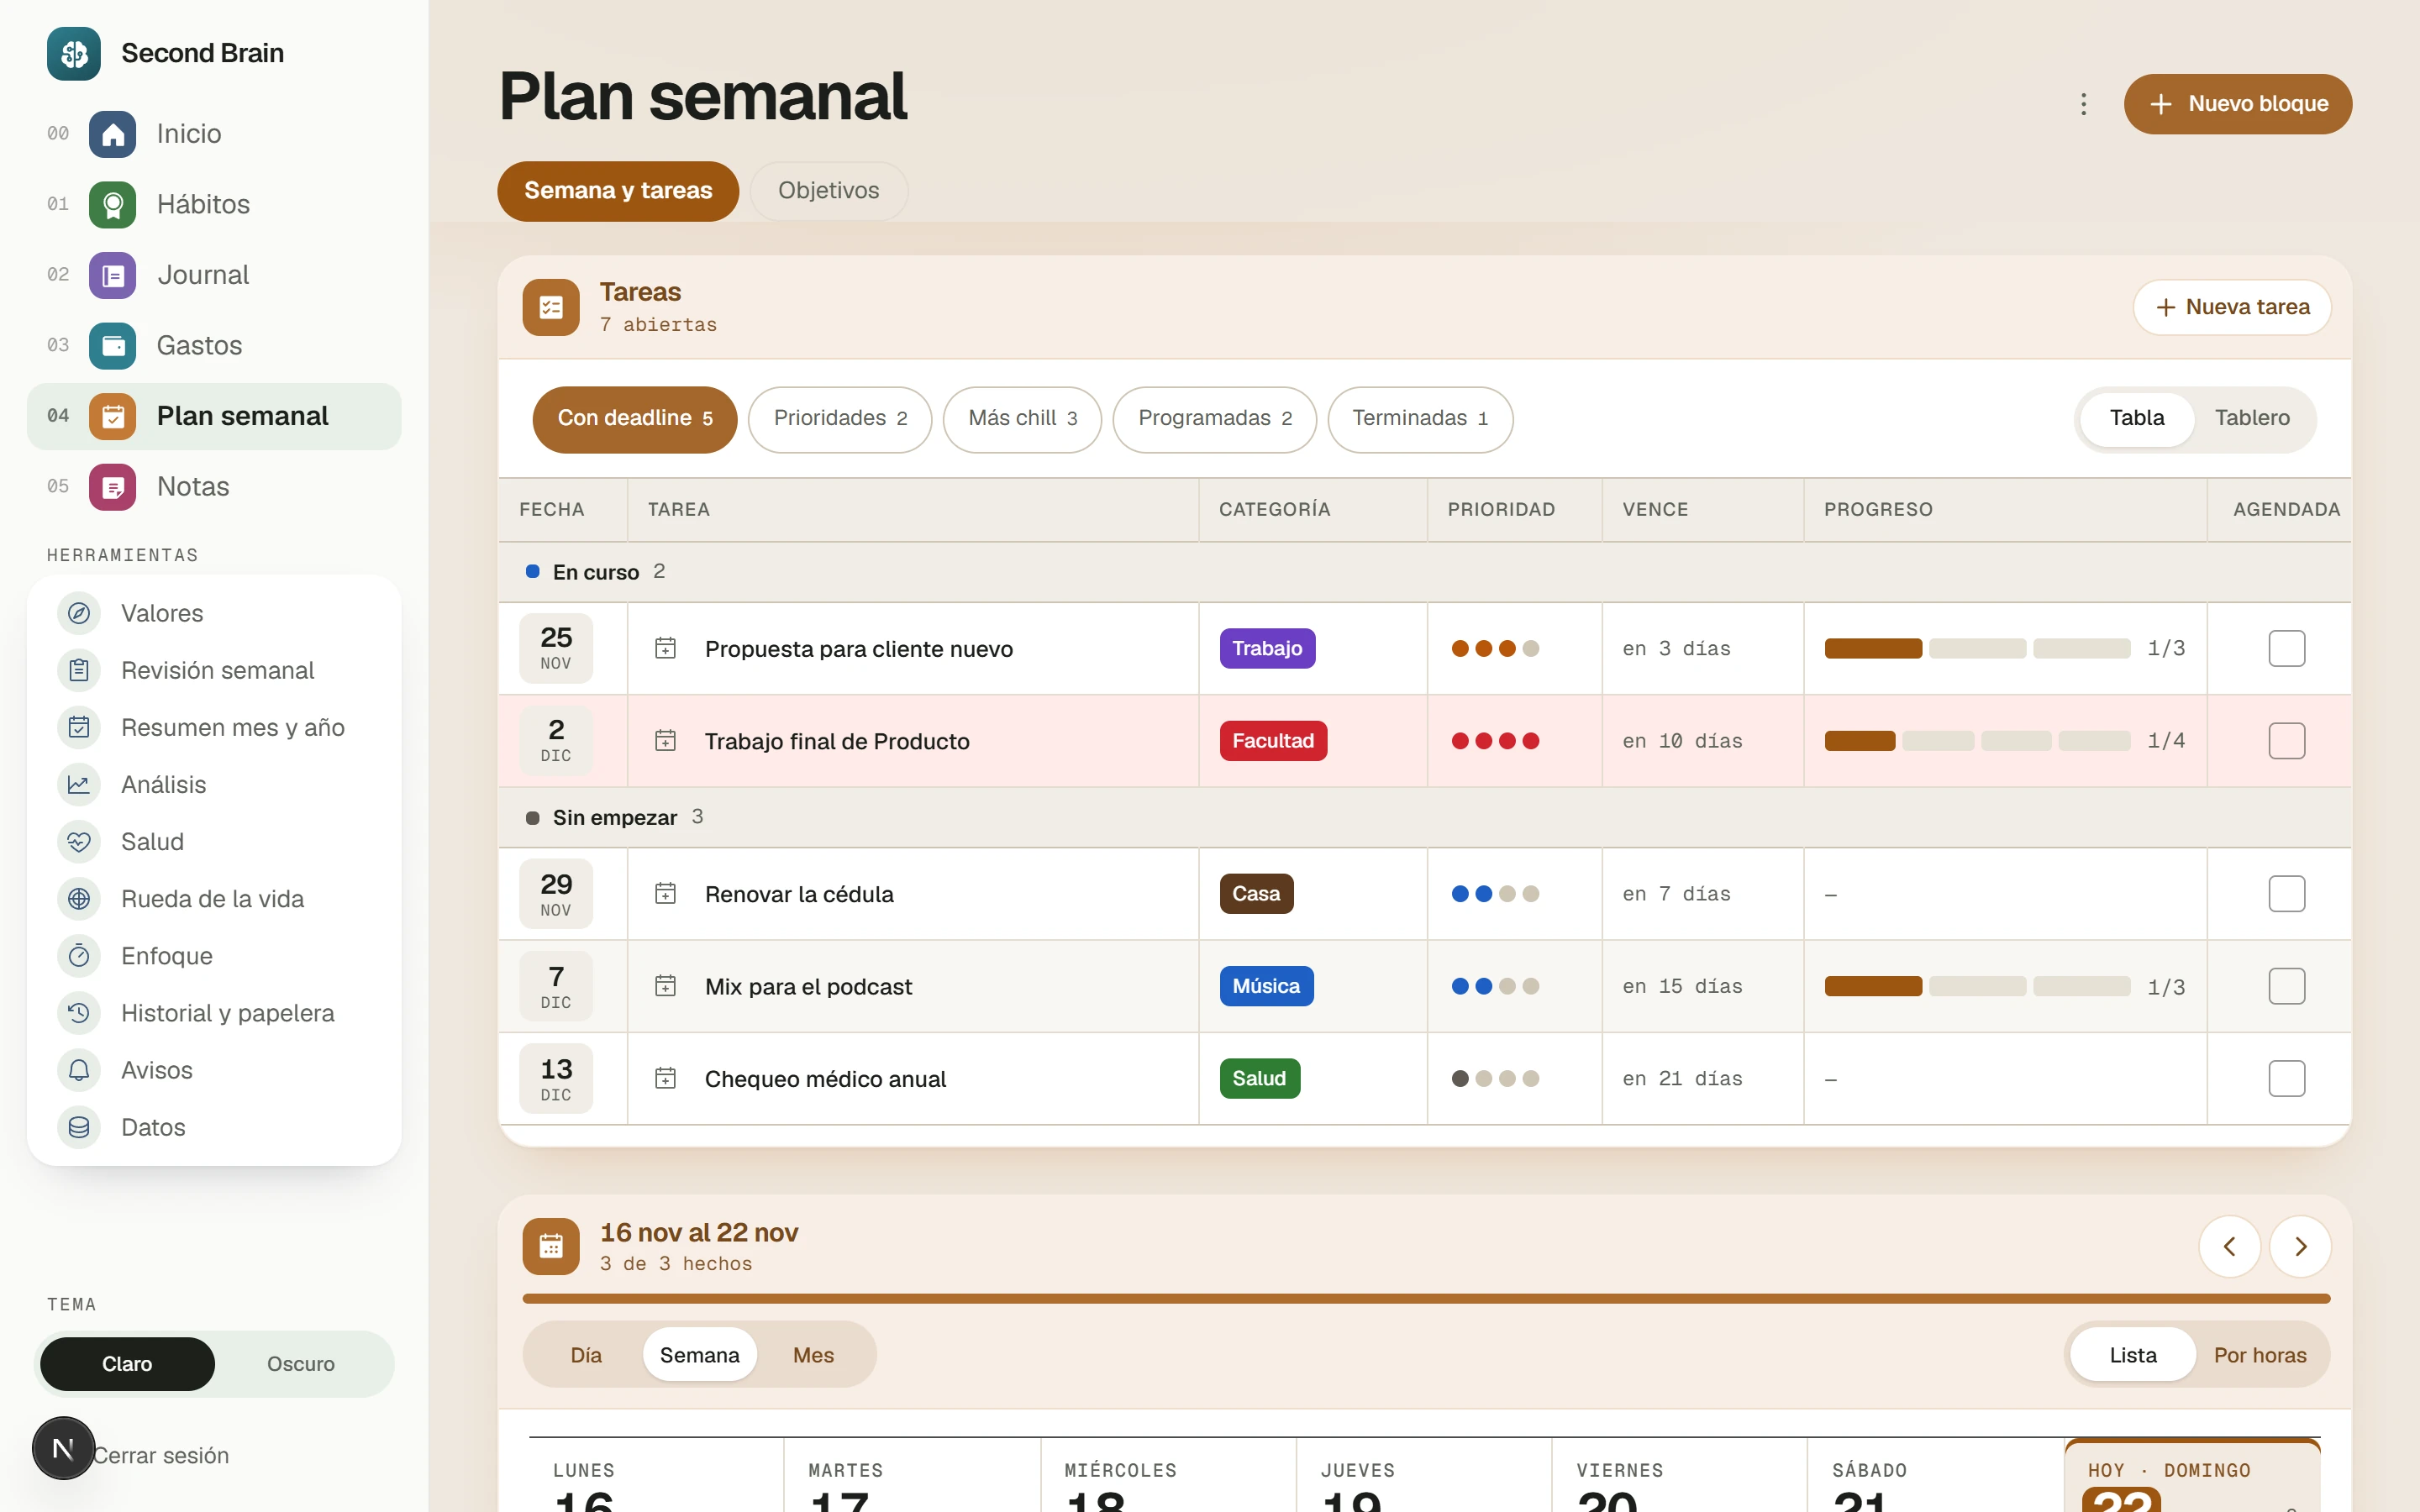 Second Brain
00 Inicio
01 Hábitos
02 Journal
03 Gastos
04 Plan semanal
05 Notas
HERRAMIENTAS
Valores
Revisión semanal
Resumen mes y año
Análisis
Salud
Rueda de la vida
Enfoque
Historial y papelera
Avisos
Datos
TEMA
Claro Oscuro
N Cerrar sesión
Plan semanal
Nuevo bloque
Semana y tareas Objetivos
Tareas
7 abiertas
Nueva tarea
Con deadline 5 Prioridades 2 Más chill 3 Programadas 2 Terminadas 1 Tabla Tablero
FECHA TAREA CATEGORÍA PRIORIDAD VENCE PROGRESO AGENDADA
En curso 2
25 NOV Propuesta para cliente nuevo Trabajo en 3 días 1/3
2 DIC Trabajo final de Producto Facultad en 10 días 1/4
Sin empezar 3
29 NOV Renovar la cédula Casa en 7 días –
7 DIC Mix para el podcast Música en 15 días 1/3
13 DIC Chequeo médico anual Salud en 21 días –
16 nov al 22 nov
3 de 3 hechos
Día Semana Mes Lista Por horas
LUNES MARTES MIÉRCOLES JUEVES VIERNES SÁBADO HOY · DOMINGO
16 17 18 19 20 21 22